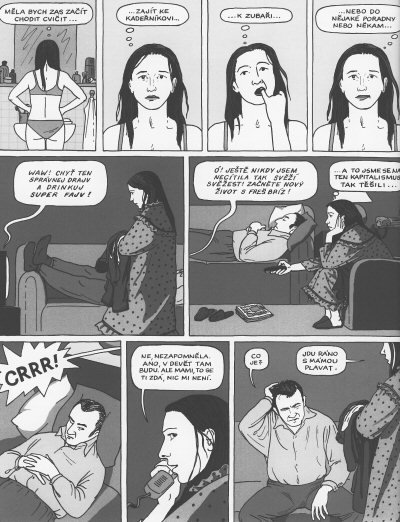 MĚLA BYCH ZAS ZAČÍT
CHODIT CVIČIT...
...ZAJÍT KE
KADEŘNÍKOVI...
...K ZUBAŘI...
...NEBO DO
NĚJAKÉ PORADNY
NEBO NĚKAM...
WAW! CHYŤ TEN
SPRÁVNEJ DRAJV
A DRINKUJ
SUPER FAJV!
Ó! JEŠTĚ NIKDY JSEM
NECÍTILA TAK SVĚŽÍ
SVĚŽEST! ZAČNĚTE NOVÝ
ŽIVOT S FREŠ BRÍZ!
...A TO JSME SE NA
TEN KAPITALISMUS
TAK TĚŠILI...
CRRR!
NE, NEZAPOMNĚLA.
ANO, V DEVĚT TAM
BUDU. ALE MAMI, TO SE
TI ZDÁ, NIC MI NENÍ.
CO
JE?
JDU RÁNO
S MÁMOU
PLAVAT.